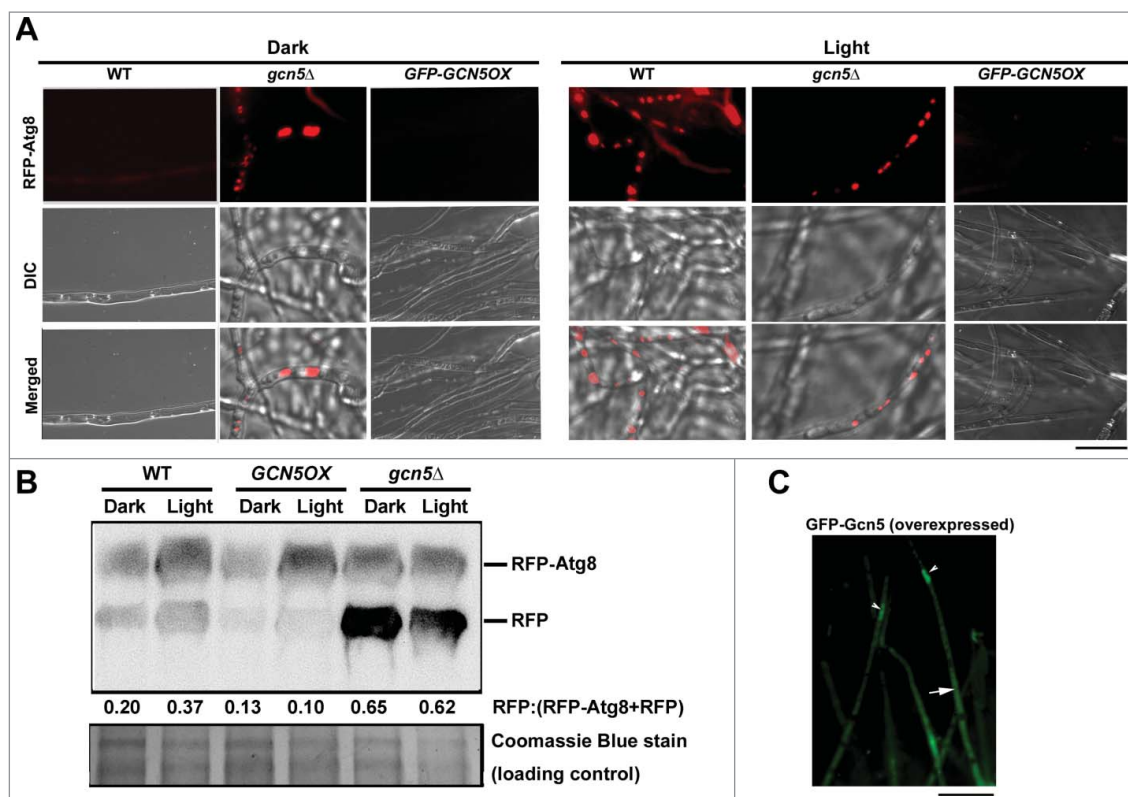 A
Dark
Light
WT gcn5Δ GFP-GCN5OX WT gcn5Δ GFP-GCN5OX
RFP-Atg8
DIC
Merged
B
WT GCN5OX gcn5Δ
Dark Light Dark Light Dark Light
RFP-Atg8
RFP
0.20 0.37 0.13 0.10 0.65 0.62 RFP:(RFP-Atg8+RFP)
Coomassie Blue stain
(loading control)
C
GFP-Gcn5 (overexpressed)